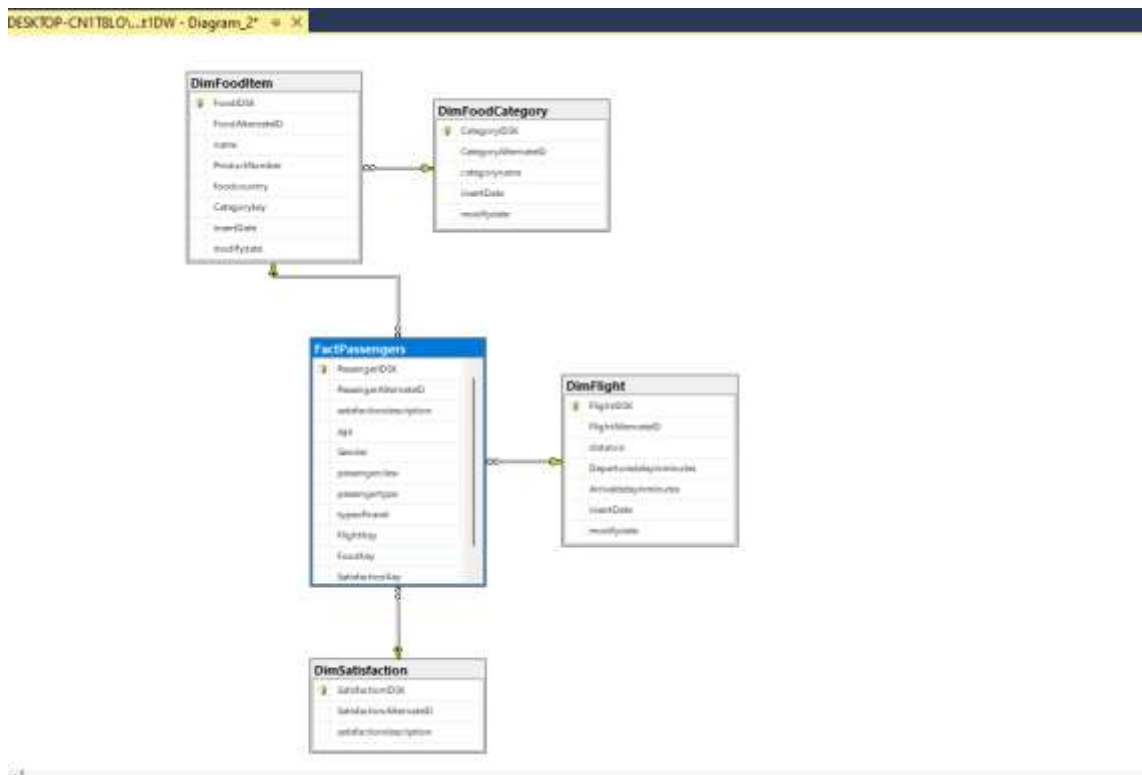 DESKTOP-CN1T8LO\...t1DW - Diagram_2*
DimFoodItem
FoodIDSK
FoodAlternateID
name
ProductNumber
foodcountry
Categorykey
insertDate
modifydate
DimFoodCategory
CategoryIDSK
CategoryAlternateID
categoryname
insertDate
modifydate
FactPassengers
PassengerIDSK
PassengerAlternateID
satisfactiondescription
Age
Gender
passengerclass
passengertype
typeoftravel
FlightKey
FoodKey
SatisfactionKey
DimFlight
FlightIDSK
FlightAlternateID
distance
Departuredelayinminutes
Arrivaldelayinminutes
insertDate
modifydate
DimSatisfaction
SatisfactionIDSK
SatisfactionAlternateID
satisfactiondescription